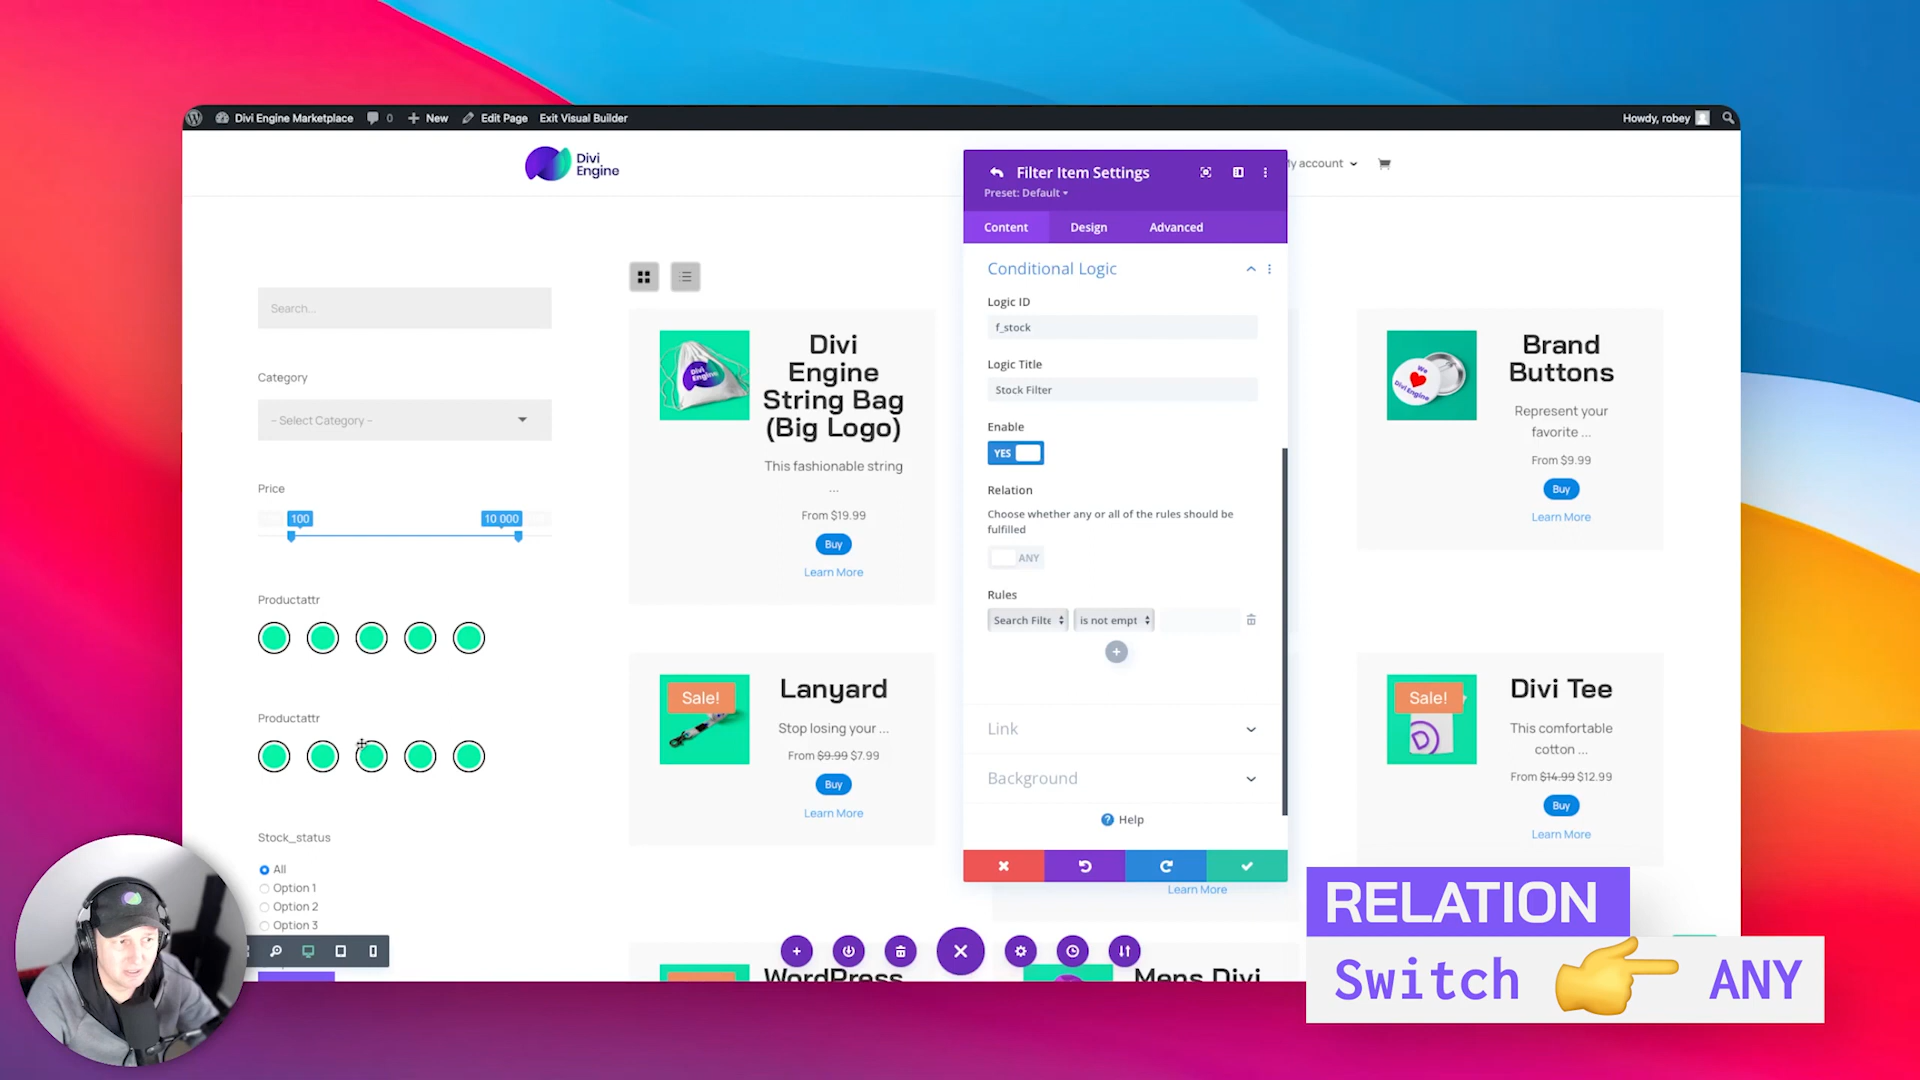 Divi Engine Marketplace
0
New
Edit Page
Exit Visual Builder
Howdy, robey
Divi
Engine
My account
Search...
Category
- Select Category -
Price
100
10 000
Productattr
Productattr
Stock_status
All
Option 1
Option 2
Option 3
Divi
Engine
String Bag
(Big Logo)
This fashionable string
...
From $19.99
Buy
Learn More
Sale!
Lanyard
Stop losing your ...
From $9.99 $7.99
Buy
Learn More
WordPress
Filter Item Settings
Preset: Default
Content
Design
Advanced
Conditional Logic
Logic ID
f_stock
Logic Title
Stock Filter
Enable
YES
Relation
Choose whether any or all of the rules should be
fulfilled
ANY
Rules
Search Filte
is not empt
Link
Background
Help
Learn More
Mens Divi
Brand
Buttons
Represent your
favorite ...
From $9.99
Buy
Learn More
Sale!
Divi Tee
This comfortable
cotton ...
From $14.99 $12.99
Buy
Learn More
RELATION
Switch 👉 ANY